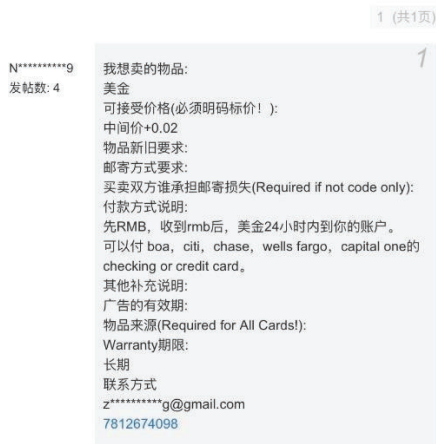 1 (共1页)
1
N**********9
发帖数: 4
我想卖的物品:
美金
可接受价格(必须明码标价！):
中间价+0.02
物品新旧要求:
邮寄方式要求:
买卖双方谁承担邮寄损失(Required if not code only):
付款方式说明:
先RMB，收到rmb后，美金24小时内到你的账户。
可以付 boa，citi，chase，wells fargo，capital one的
checking or credit card。
其他补充说明:
广告的有效期:
物品来源(Required for All Cards!):
Warranty期限:
长期
联系方式
z**********g@gmail.com
7812674098